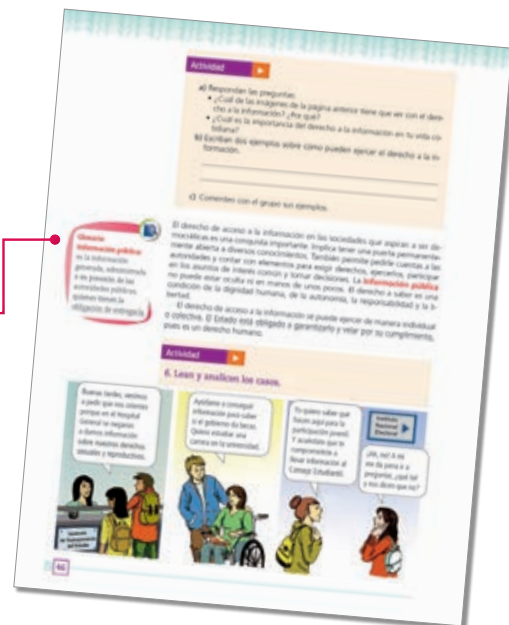 Actividad
a) Respondan las preguntas:
• ¿Cuál de las imágenes de la página anterior tiene que ver con el dere-
cho a la información? ¿Por qué?
• ¿Cuál es la importancia del derecho a la información en tu vida co-
tidiana?
b) Escriban dos ejemplos sobre cómo pueden ejercer el derecho a la in-
formación.
c) Comenten con el grupo sus ejemplos.
Glosario
Información pública:
es la información
generada, administrada
o en posesión de las
autoridades públicas,
quienes tienen la
obligación de entregarla.
El derecho de acceso a la información en las sociedades que aspiran a ser de-
mocráticas es una conquista importante. Implica tener una puerta permanente-
mente abierta a diversos conocimientos. También permite pedirle cuentas a las
autoridades y contar con elementos para exigir derechos, ejercerlos, participar
en los asuntos de interés común y tomar decisiones. La información pública
no puede estar oculta ni en manos de unos pocos. El derecho a saber es una
condición de la dignidad humana, de la autonomía, la responsabilidad y la li-
bertad.
El derecho de acceso a la información se puede ejercer de manera individual
o colectiva. El Estado está obligado a garantizarlo y velar por su cumplimiento,
pues es un derecho humano.
Actividad
6. Lean y analicen los casos.
Buenas tardes, venimos
a pedir que nos orienten
porque en el Hospital
General se negaron
a darnos información
sobre nuestros derechos
sexuales y reproductivos.
Instituto
de Transparencia
del Estado
Ayúdame a conseguir
información para saber
si el gobierno da becas.
Quiero estudiar una
carrera en la universidad.
Yo quiero saber qué
hacen aquí para la
participación juvenil.
Y acuérdate que te
comprometiste a
llevar información al
Consejo Estudiantil.
Instituto
Nacional
Electoral
¡Ah, no! A mí
me da pena ir a
preguntar, ¿qué tal
y nos dicen que no?
46